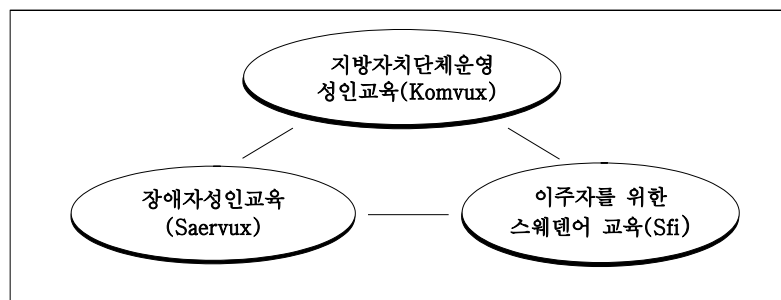 지방자치단체운영
성인교육(Komvux)
장애자성인교육
(Saervux)
이주자를 위한
스웨덴어 교육(Sfi)